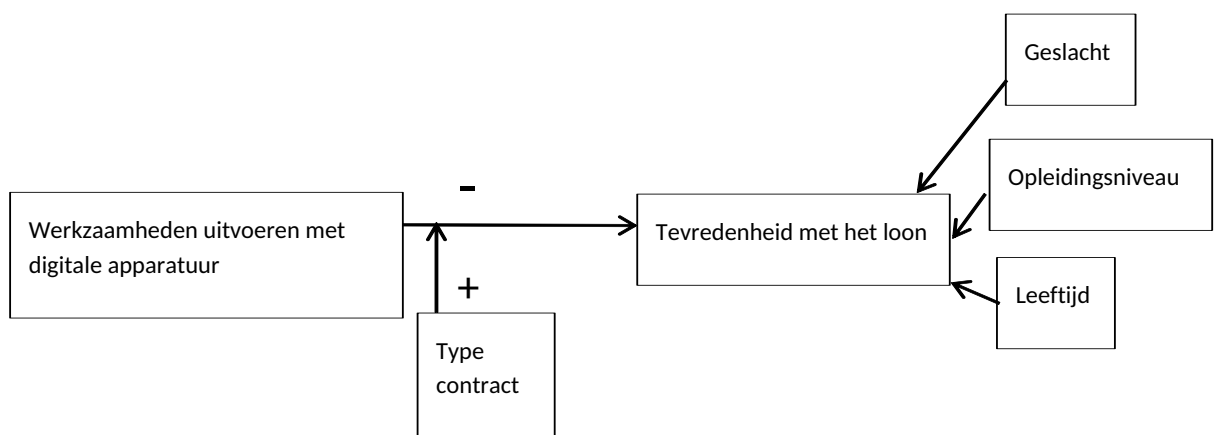 Geslacht
Opleidingsniveau
-
Werkzaamheden uitvoeren met
digitale apparatuur
Tevredenheid met het loon
+
Leeftijd
Type
contract